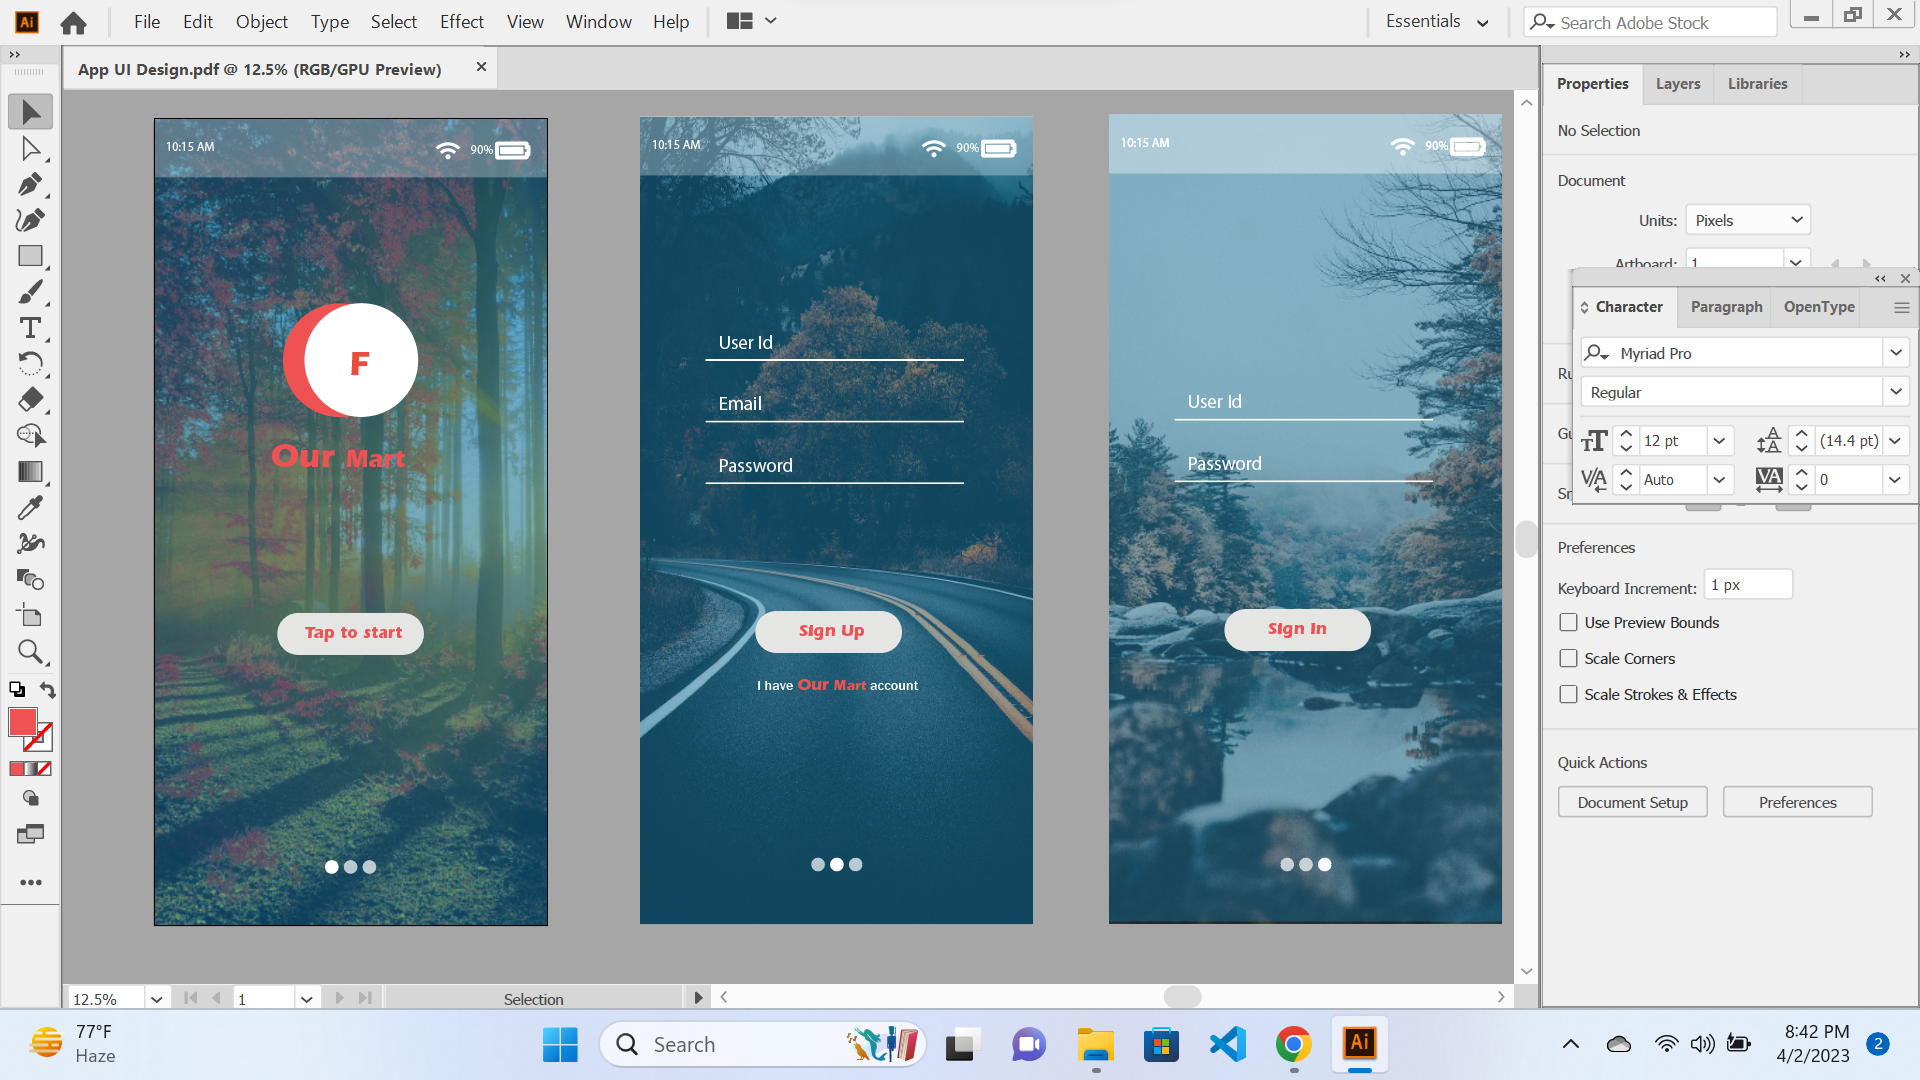 Ai File Edit Object Type Select Effect View Window Help Essentials Search Adobe Stock
App UI Design.pdf @ 12.5% (RGB/GPU Preview)
10:15 AM 90%
F
Our Mart
Tap to start
10:15 AM 90%
User Id
Email
Password
Sign Up
I have Our Mart account
10:15 AM 90%
User Id
Password
Sign In
Properties Layers Libraries
No Selection
Document
Units: Pixels
Artboard: 1
Character Paragraph OpenType
Myriad Pro
Regular
12 pt (14.4 pt)
Auto 0
Preferences
Keyboard Increment: 1 px
Use Preview Bounds
Scale Corners
Scale Strokes & Effects
Quick Actions
Document Setup Preferences
12.5% 1 Selection
77°F
Haze
Search
Ai
8:42 PM
4/2/2023
2